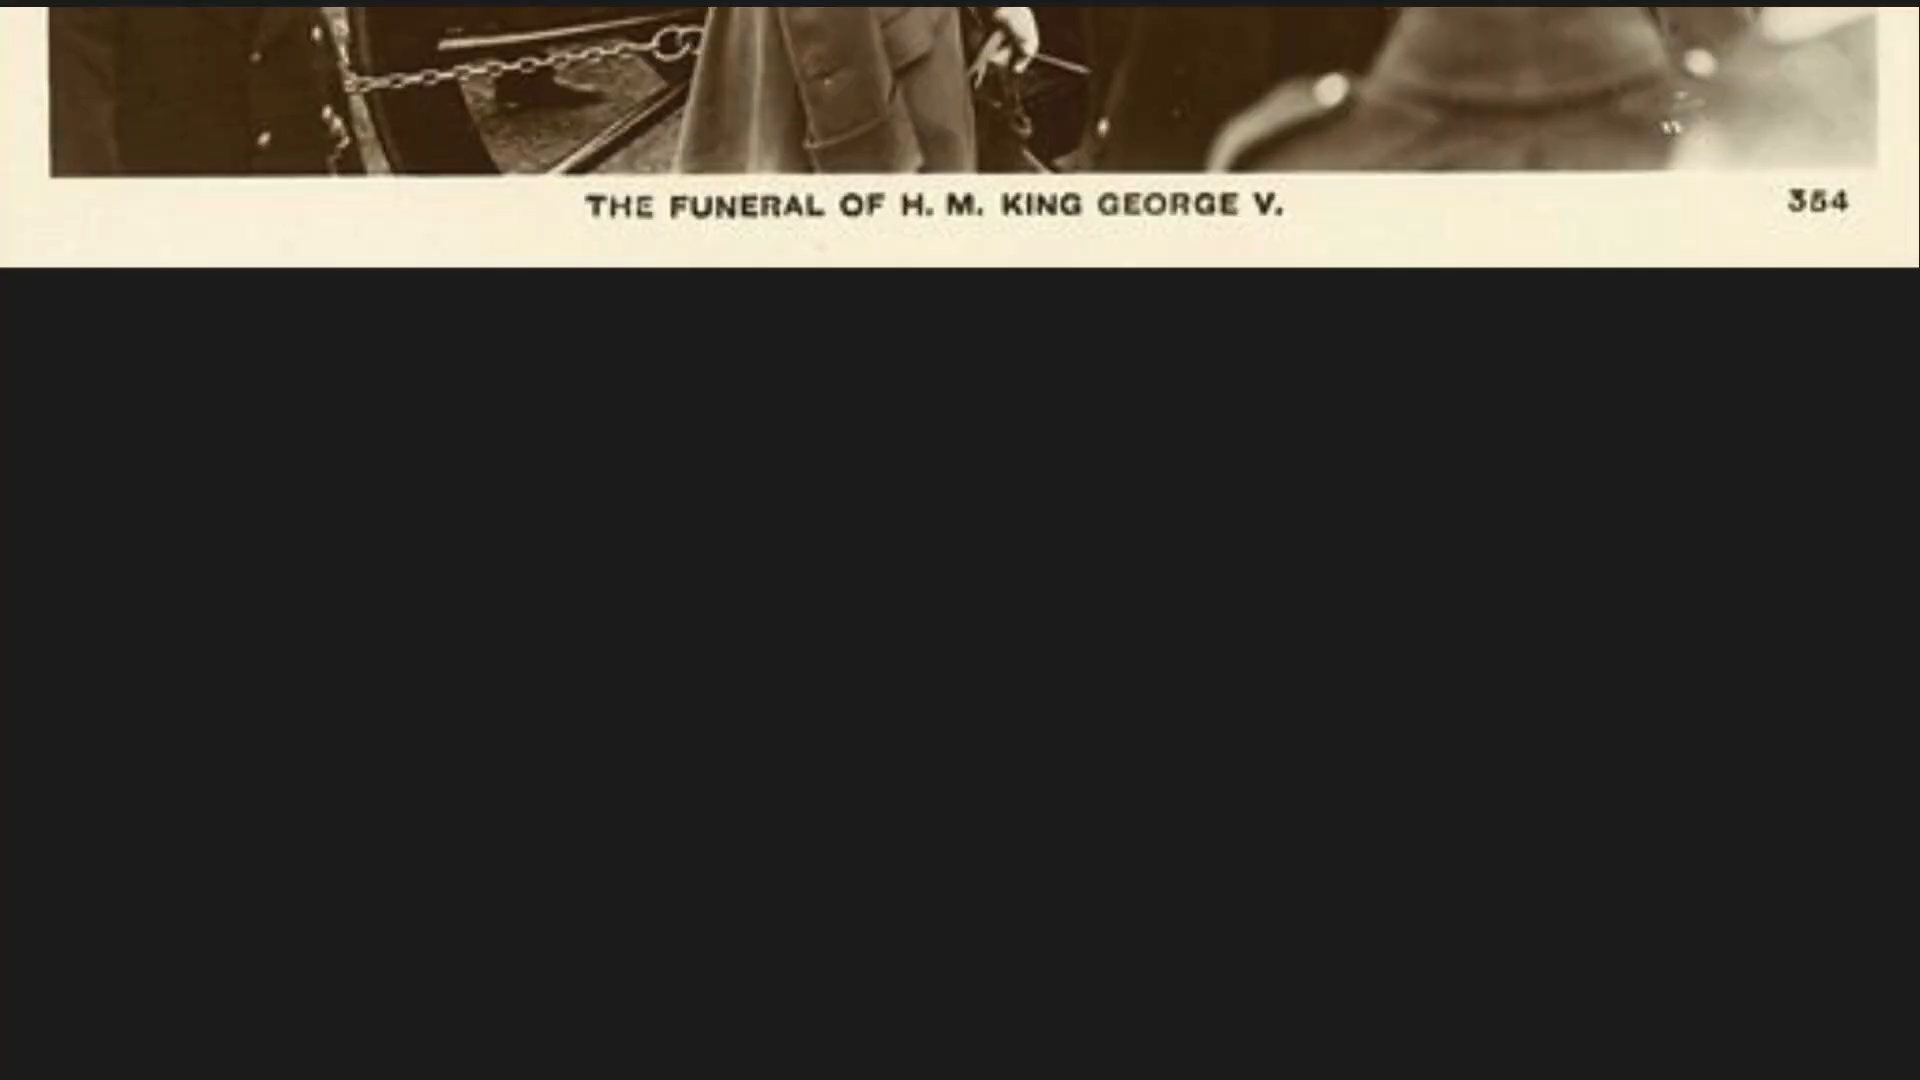 THE FUNERAL OF H. M. KING GEORGE V. 354